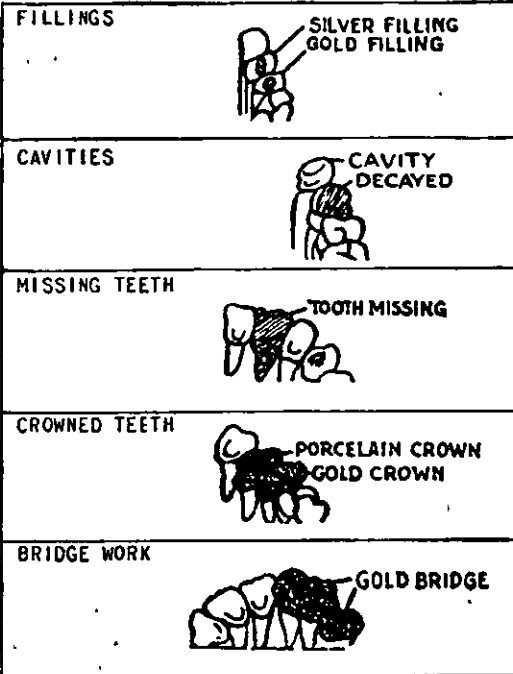 FILLINGS
SILVER FILLING
GOLD FILLING
CAVITIES
CAVITY
DECAYED
MISSING TEETH
TOOTH MISSING
CROWNED TEETH
PORCELAIN CROWN
GOLD CROWN
BRIDGE WORK
GOLD BRIDGE